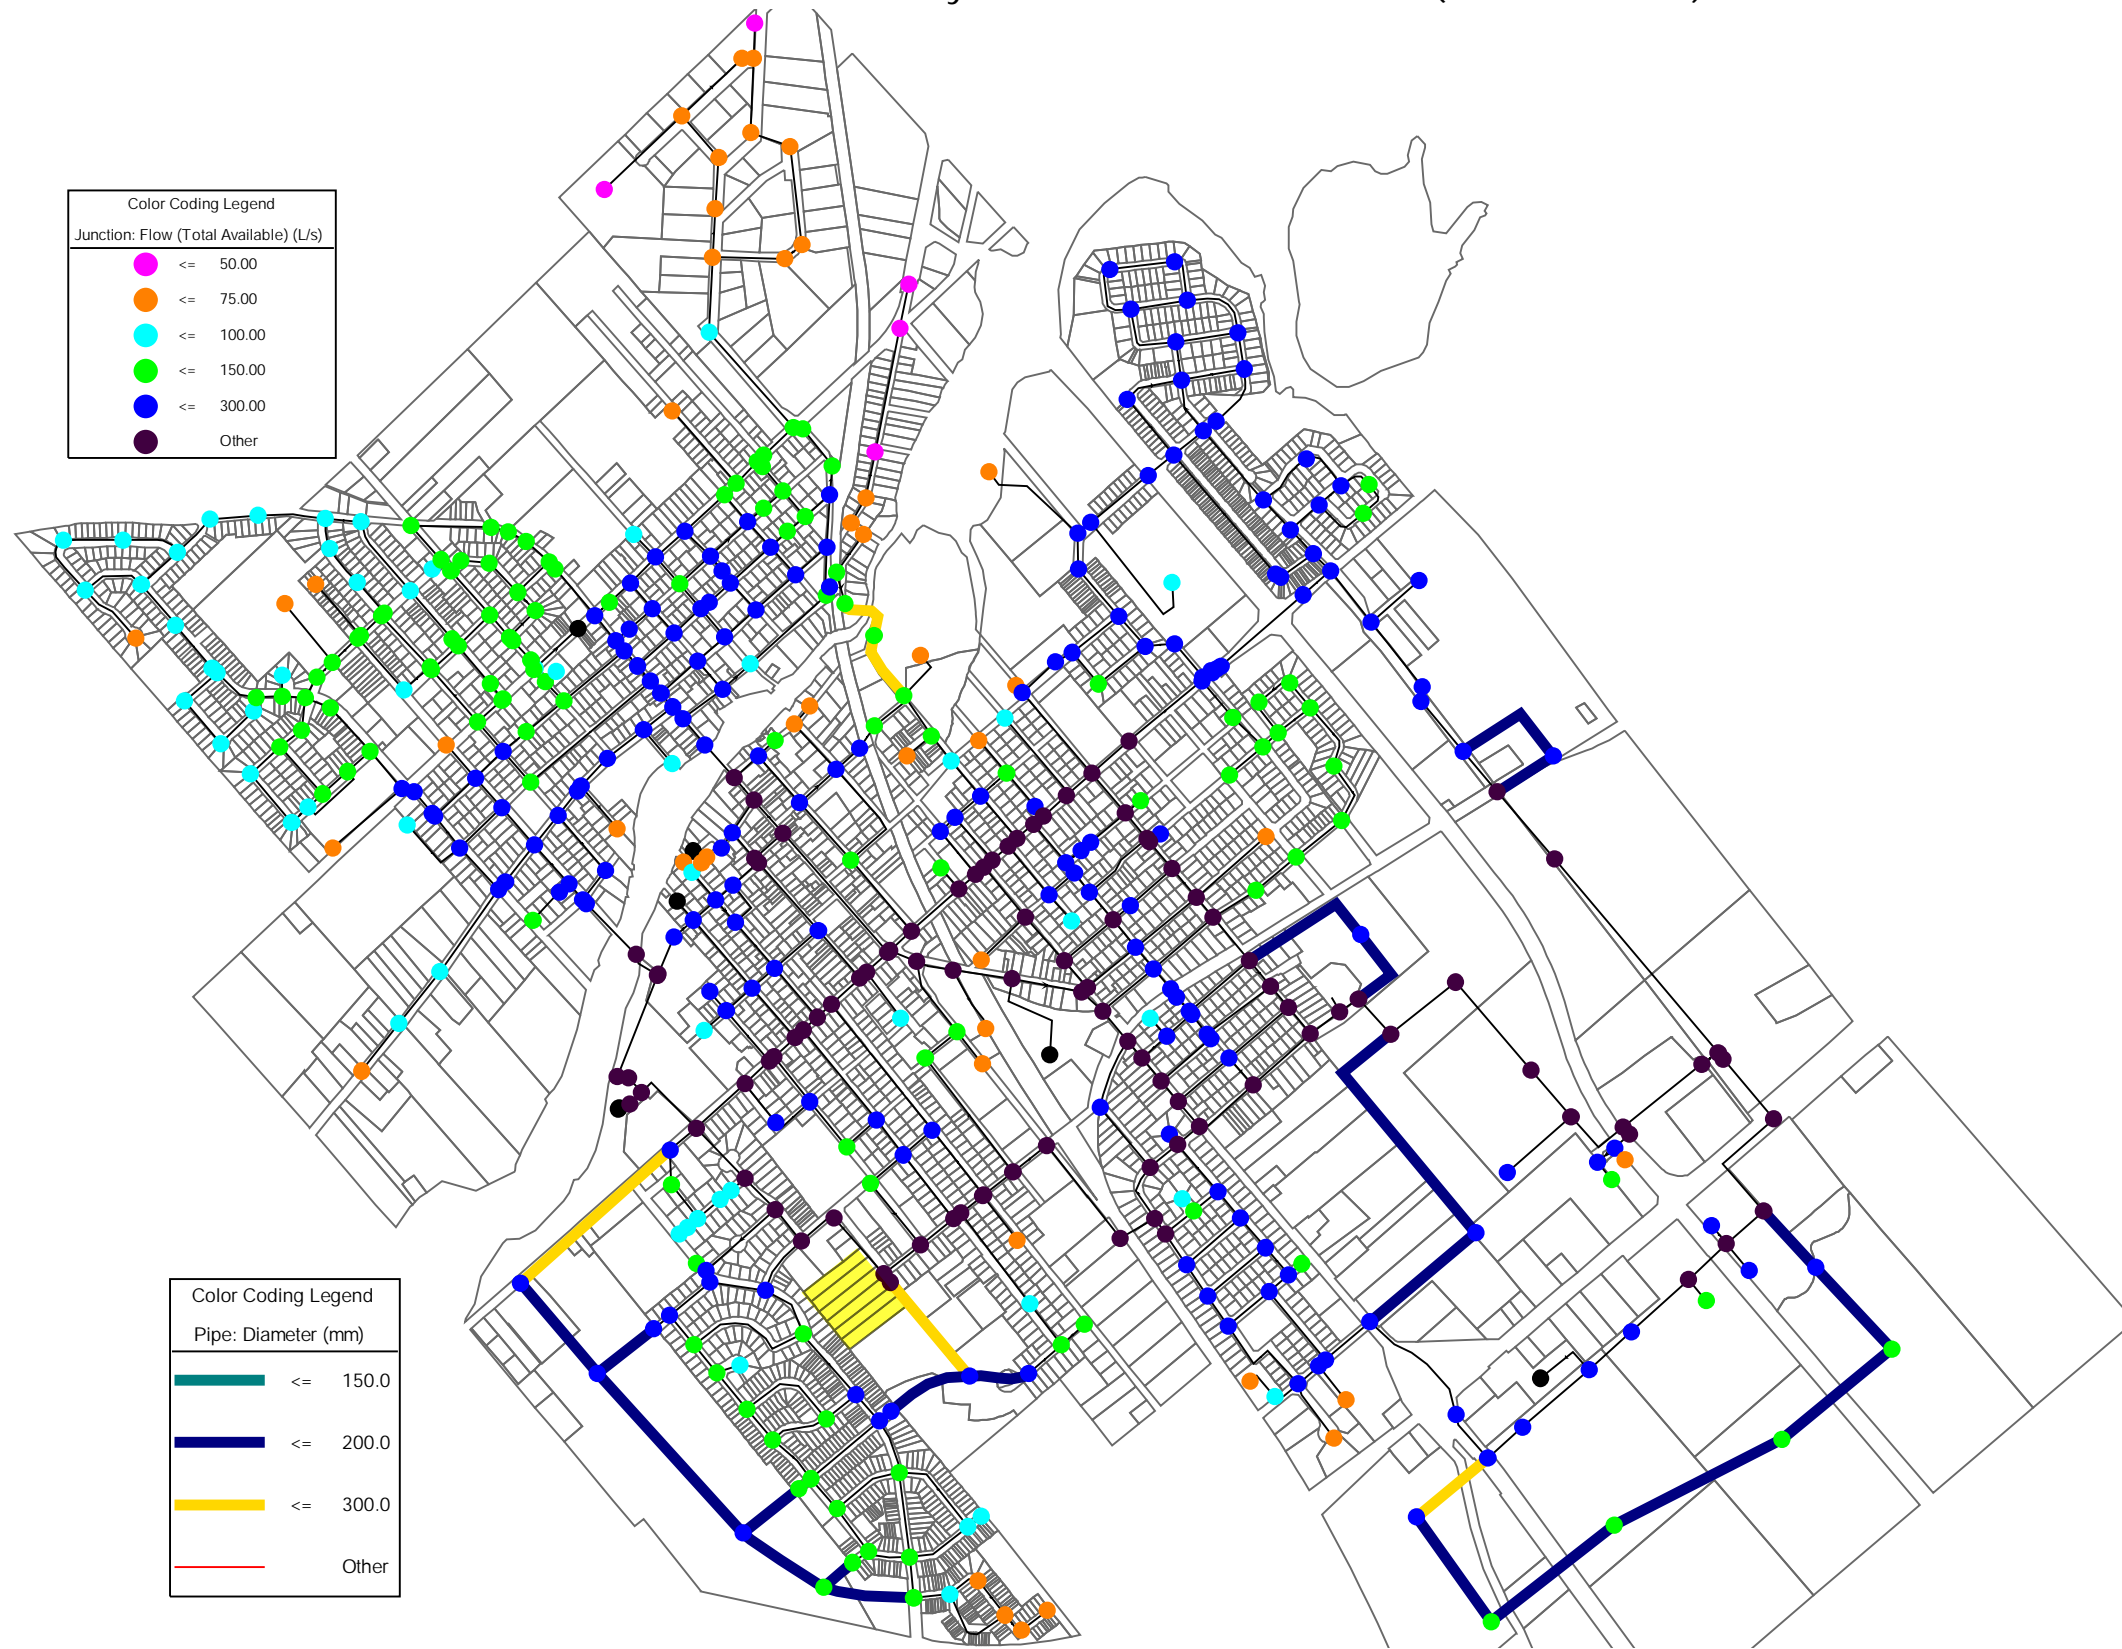 Color Coding Legend
Junction: Flow (Total Available) (L/s)
<= 50.00
<= 75.00
<= 100.00
<= 150.00
<= 300.00
Other
Color Coding Legend
Pipe: Diameter (mm)
<= 150.0
<= 200.0
<= 300.0
Other